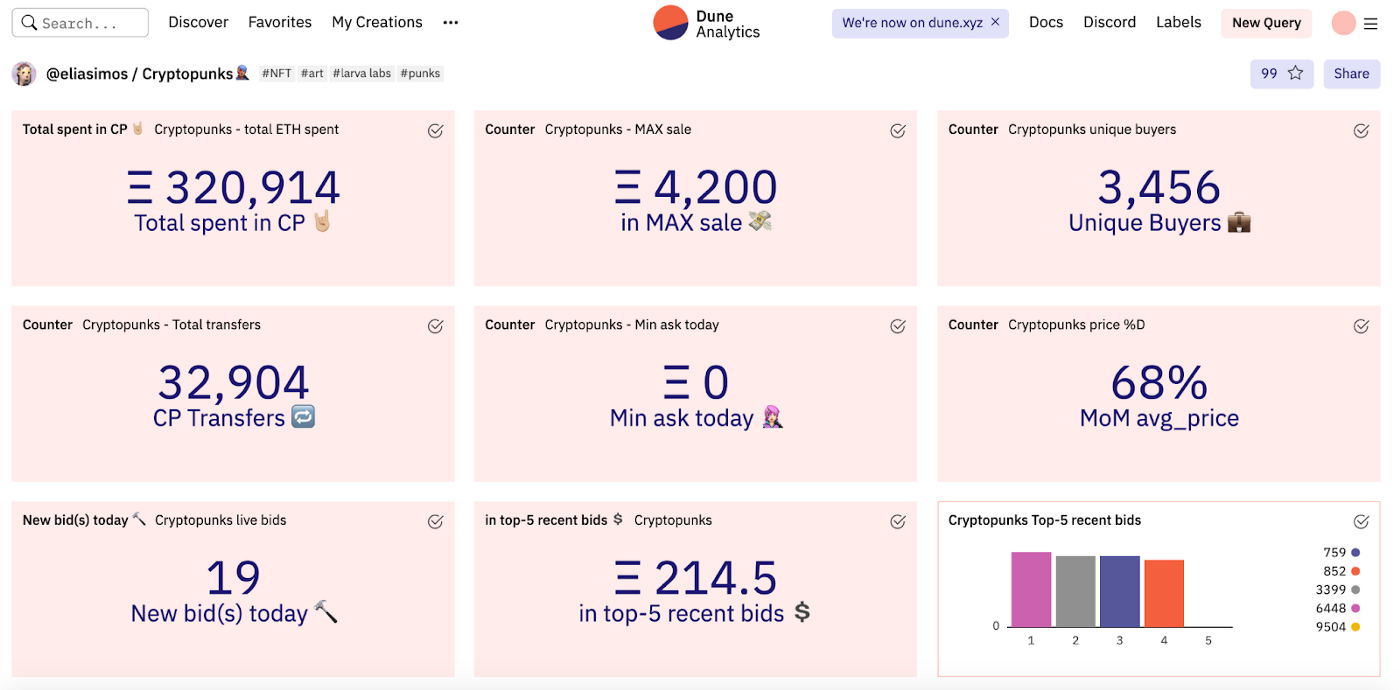 Search...
Discover
Favorites
My Creations
Dune
Analytics
We're now on dune.xyz ×
Docs
Discord
Labels
New Query
@eliasimos / Cryptopunks
#NFT
#art
#larva labs
#punks
99
Share
Total spent in CP 🤘🏼 Cryptopunks - total ETH spent
Ξ 320,914
Total spent in CP 🤘🏼
Counter Cryptopunks - MAX sale
Ξ 4,200
in MAX sale 💸
Counter Cryptopunks unique buyers
3,456
Unique Buyers 💼
Counter Cryptopunks - Total transfers
32,904
CP Transfers 🔁
Counter Cryptopunks - Min ask today
Ξ 0
Min ask today 👩🏻‍🎤
Counter Cryptopunks price %D
68%
MoM avg_price
New bid(s) today 🔨 Cryptopunks live bids
19
New bid(s) today 🔨
in top-5 recent bids 💲 Cryptopunks
Ξ 214.5
in top-5 recent bids 💲
Cryptopunks Top-5 recent bids
0
1 2 3 4 5
759
852
3399
6448
9504